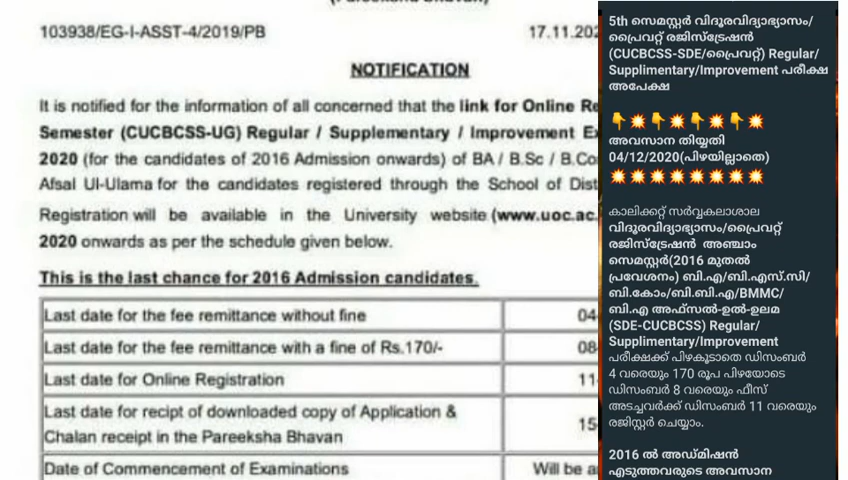 103938/EG-I-ASST-4/2019/PB
17.11.202
NOTIFICATION
It is notified for the information of all concerned that the link for Online Re
Semester (CUCBCSS-UG) Regular / Supplementary / Improvement Ex
2020 (for the candidates of 2016 Admission onwards) of BA / B.Sc / B.Co
Afsal Ul-Ulama for the candidates registered through the School of Dist
Registration will be available in the University website (www.uoc.ac.
2020 onwards as per the schedule given below.
This is the last chance for 2016 Admission candidates.
Last date for the fee remittance without fine 04
Last date for the fee remittance with a fine of Rs.170/- 08
Last date for Online Registration 11
Last date for recipt of downloaded copy of Application & 15
Chalan receipt in the Pareeksha Bhavan
Date of Commencement of Examinations Will be a
5th സെമസ്റ്റർ വിദൂരവിദ്യാഭ്യാസം/
പ്രൈവറ്റ് രജിസ്ട്രേഷൻ
(CUCBCSS-SDE/പ്രൈവറ്റ്) Regular/
Supplimentary/Improvement പരീക്ഷ
അപേക്ഷ
👇💥👇💥👇💥👇💥
അവസാന തിയ്യതി
04/12/2020(പിഴയില്ലാതെ)
💥💥💥💥💥💥💥💥
കാലിക്കറ്റ് സർവ്വകലാശാല
വിദൂരവിദ്യാഭ്യാസം/പ്രൈവറ്റ്
രജിസ്ട്രേഷൻ അഞ്ചാം
സെമസ്റ്റർ(2016 മുതൽ
പ്രവേശനം) ബി.എ/ബി.എസ്.സി/
ബി.കോം/ബി.ബി.എ/BMMC/
ബി.എ അഫ്സൽ-ഉൽ-ഉലമ
(SDE-CUCBCSS) Regular/
Supplimentary/Improvement
പരീക്ഷക്ക് പിഴകൂടാതെ ഡിസംബർ
4 വരെയും 170 രൂപ പിഴയോടെ
ഡിസംബർ 8 വരെയും ഫീസ്
അടച്ചവർക്ക് ഡിസംബർ 11 വരെയും
രജിസ്റ്റർ ചെയ്യാം.
2016 ൽ അഡ്മിഷൻ
എടുത്തവരുടെ അവസാന